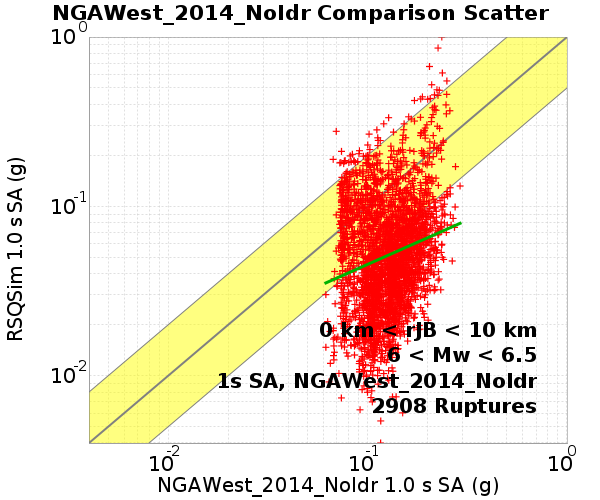 NGAWest_2014_NoIdr Comparison Scatter
10^0
10^-1
10^-2
RSQSim 1.0 s SA (g)
0 km < rJB < 10 km
6 < Mw < 6.5
1s SA, NGAWest_2014_NoIdr
2908 Ruptures
10^-2 10^-1 10^0
NGAWest_2014_NoIdr 1.0 s SA (g)